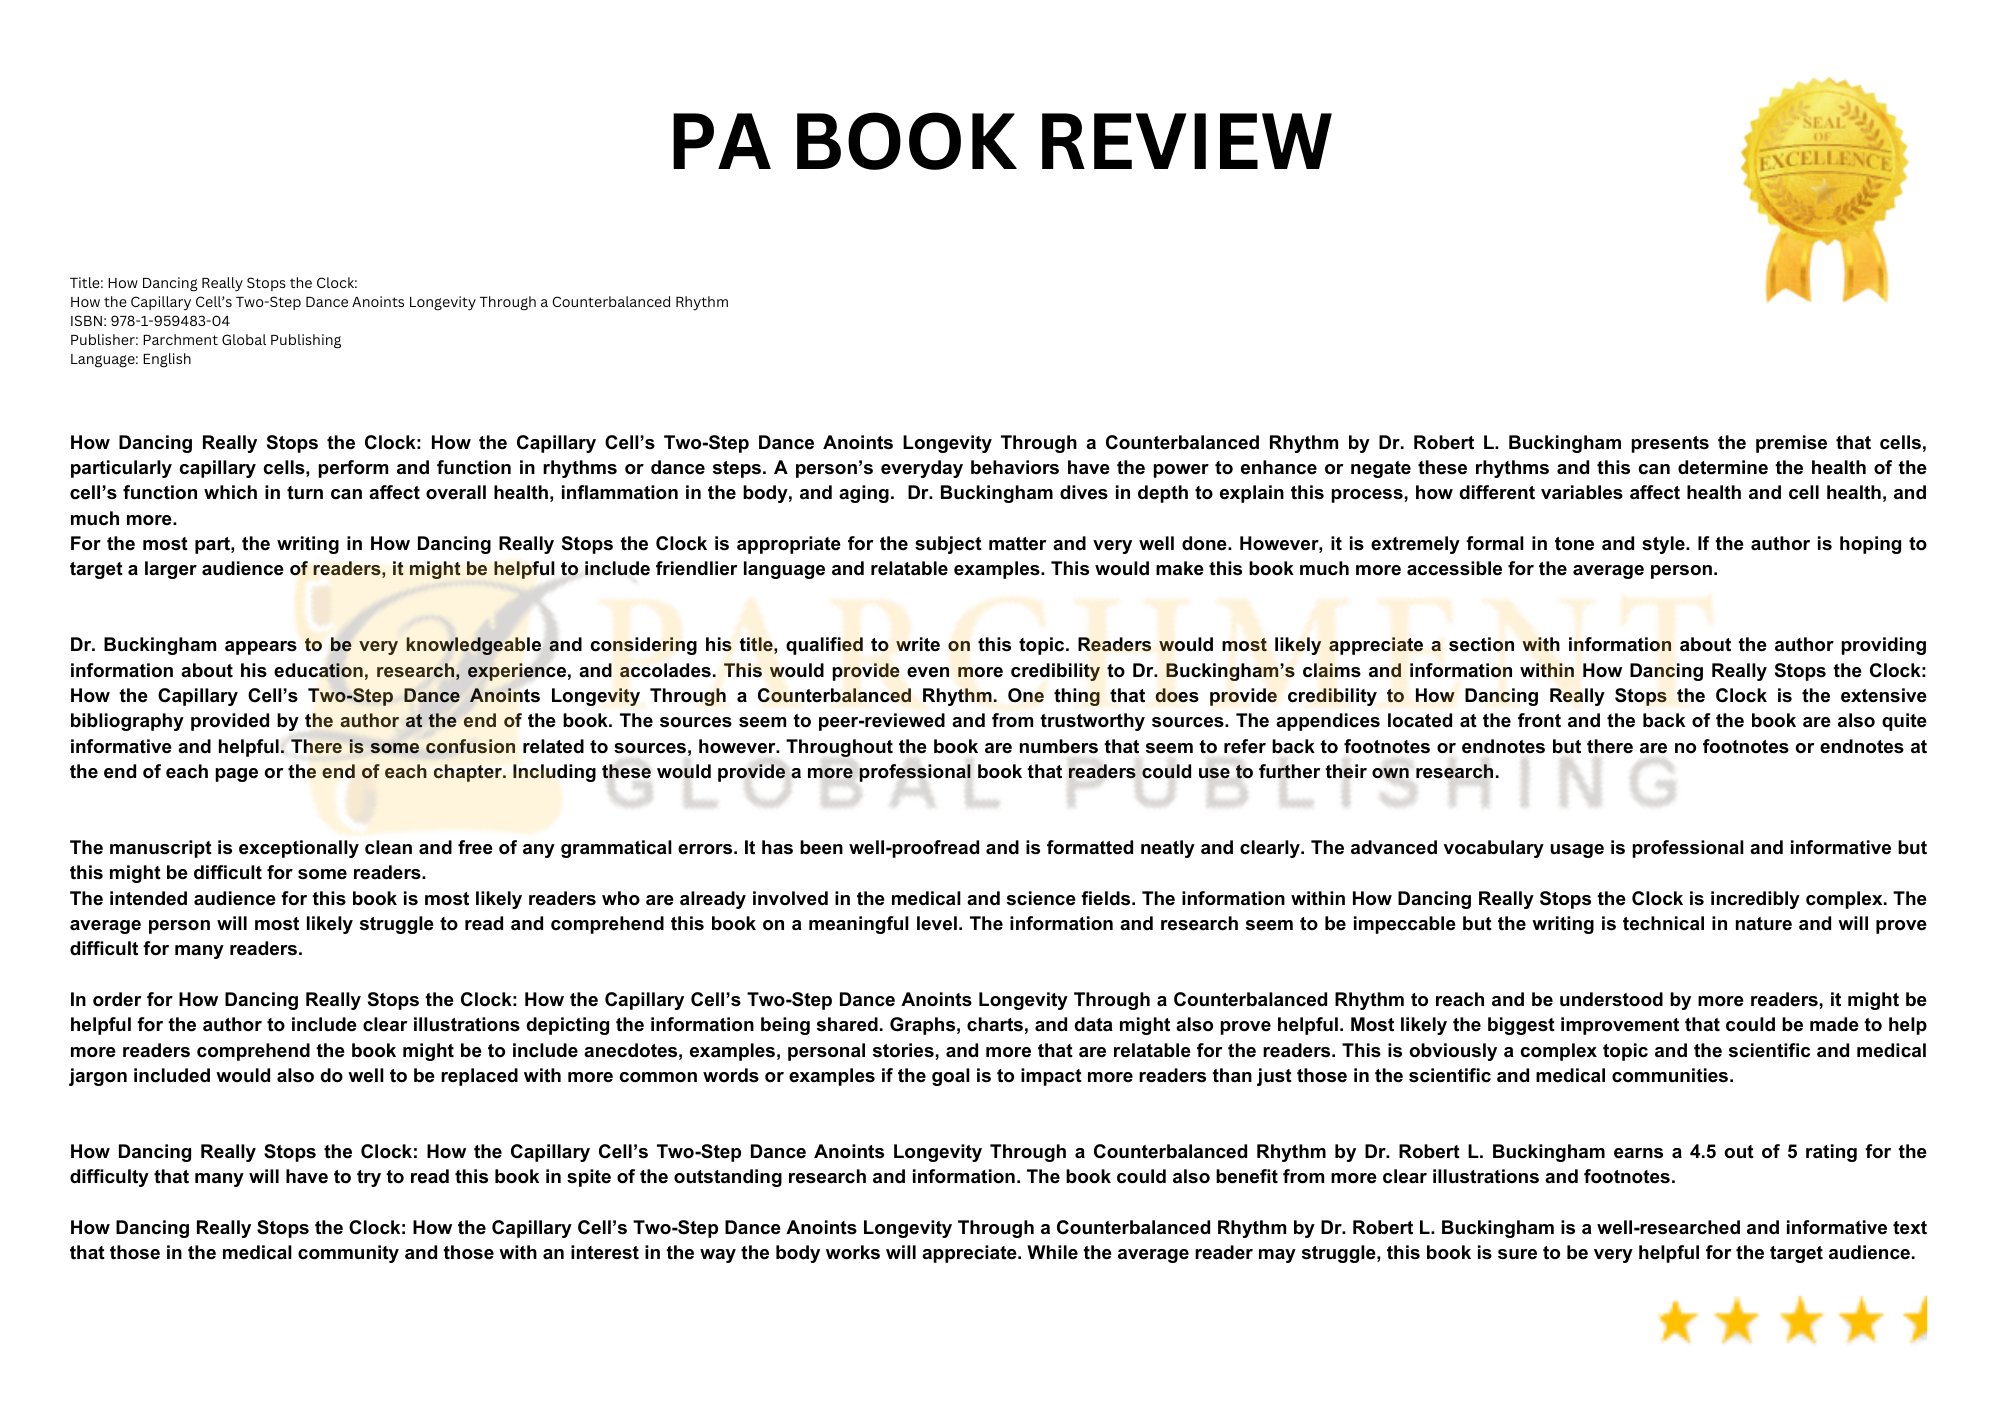 PA BOOK REVIEW
SEAL
OF
EXCELLENCE
Title: How Dancing Really Stops the Clock:
How the Capillary Cell’s Two-Step Dance Anoints Longevity Through a Counterbalanced Rhythm
ISBN: 978-1-959483-04
Publisher: Parchment Global Publishing
Language: English
How Dancing Really Stops the Clock: How the Capillary Cell’s Two-Step Dance Anoints Longevity Through a Counterbalanced Rhythm by Dr. Robert L. Buckingham presents the premise that cells,
particularly capillary cells, perform and function in rhythms or dance steps. A person’s everyday behaviors have the power to enhance or negate these rhythms and this can determine the health of the
cell’s function which in turn can affect overall health, inflammation in the body, and aging. Dr. Buckingham dives in depth to explain this process, how different variables affect health and cell health, and
much more.
For the most part, the writing in How Dancing Really Stops the Clock is appropriate for the subject matter and very well done. However, it is extremely formal in tone and style. If the author is hoping to
target a larger audience of readers, it might be helpful to include friendlier language and relatable examples. This would make this book much more accessible for the average person.
PARCHMENT
GLOBAL PUBLISHING
Dr. Buckingham appears to be very knowledgeable and considering his title, qualified to write on this topic. Readers would most likely appreciate a section with information about the author providing
information about his education, research, experience, and accolades. This would provide even more credibility to Dr. Buckingham’s claims and information within How Dancing Really Stops the Clock:
How the Capillary Cell’s Two-Step Dance Anoints Longevity Through a Counterbalanced Rhythm. One thing that does provide credibility to How Dancing Really Stops the Clock is the extensive
bibliography provided by the author at the end of the book. The sources seem to peer-reviewed and from trustworthy sources. The appendices located at the front and the back of the book are also quite
informative and helpful. There is some confusion related to sources, however. Throughout the book are numbers that seem to refer back to footnotes or endnotes but there are no footnotes or endnotes at
the end of each page or the end of each chapter. Including these would provide a more professional book that readers could use to further their own research.
The manuscript is exceptionally clean and free of any grammatical errors. It has been well-proofread and is formatted neatly and clearly. The advanced vocabulary usage is professional and informative but
this might be difficult for some readers.
The intended audience for this book is most likely readers who are already involved in the medical and science fields. The information within How Dancing Really Stops the Clock is incredibly complex. The
average person will most likely struggle to read and comprehend this book on a meaningful level. The information and research seem to be impeccable but the writing is technical in nature and will prove
difficult for many readers.
In order for How Dancing Really Stops the Clock: How the Capillary Cell’s Two-Step Dance Anoints Longevity Through a Counterbalanced Rhythm to reach and be understood by more readers, it might be
helpful for the author to include clear illustrations depicting the information being shared. Graphs, charts, and data might also prove helpful. Most likely the biggest improvement that could be made to help
more readers comprehend the book might be to include anecdotes, examples, personal stories, and more that are relatable for the readers. This is obviously a complex topic and the scientific and medical
jargon included would also do well to be replaced with more common words or examples if the goal is to impact more readers than just those in the scientific and medical communities.
How Dancing Really Stops the Clock: How the Capillary Cell’s Two-Step Dance Anoints Longevity Through a Counterbalanced Rhythm by Dr. Robert L. Buckingham earns a 4.5 out of 5 rating for the
difficulty that many will have to try to read this book in spite of the outstanding research and information. The book could also benefit from more clear illustrations and footnotes.
How Dancing Really Stops the Clock: How the Capillary Cell’s Two-Step Dance Anoints Longevity Through a Counterbalanced Rhythm by Dr. Robert L. Buckingham is a well-researched and informative text
that those in the medical community and those with an interest in the way the body works will appreciate. While the average reader may struggle, this book is sure to be very helpful for the target audience.